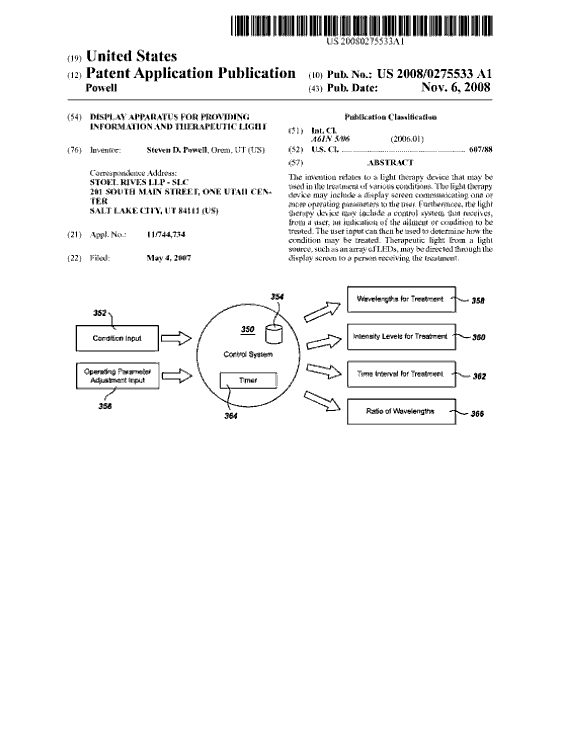 US 20080275533A1
(19) United States
(12) Patent Application Publication
(10) Pub. No.: US 2008/0275533 A1
Powell
(43) Pub. Date: Nov. 6, 2008
(54) DISPLAY APPARATUS FOR PROVIDING
INFORMATION AND THERAPEUTIC LIGHT
(76) Inventor: Steven D. Powell, Orem, UT (US)
Correspondence Address:
STOEL RIVES LLP - SLC
201 SOUTH MAIN STREET, ONE UTAH CEN-
TER
SALT LAKE CITY, UT 84111 (US)
(21) Appl. No.: 11/744,734
(22) Filed: May 4, 2007
Publication Classification
(51) Int. Cl.
A61N 5/06 (2006.01)
(52) U.S. Cl. ........................................................ 607/88
(57) ABSTRACT
The invention relates to a light therapy device that may be
used in the treatment of various conditions. The light therapy
device may include a display screen communicating one or
more operating parameters to the user. Furthermore, the light
therapy device may include a control system that receives,
from a user, an indication of the ailment or condition to be
treated. The user input can then be used to determine how the
condition may be treated. Therapeutic light from a light
source, such as an array of LEDs, may be directed through the
display screen to a person receiving the treatment.
352
Condition Input
Operating Parameter
Adjustment Input
356
354
350
Control System
Timer
364
Wavelengths for Treatment
358
Intensity Levels for Treatment
360
Time Interval for Treatment
362
Ratio of Wavelengths
366